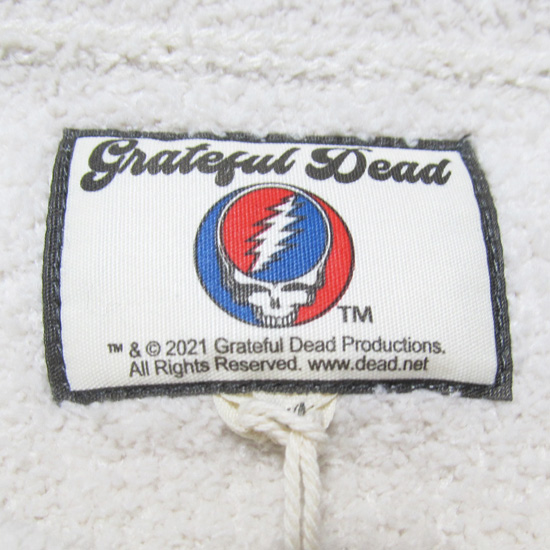 Grateful Dead
TM
™ & © 2021 Grateful Dead Productions.
All Rights Reserved. www.dead.net